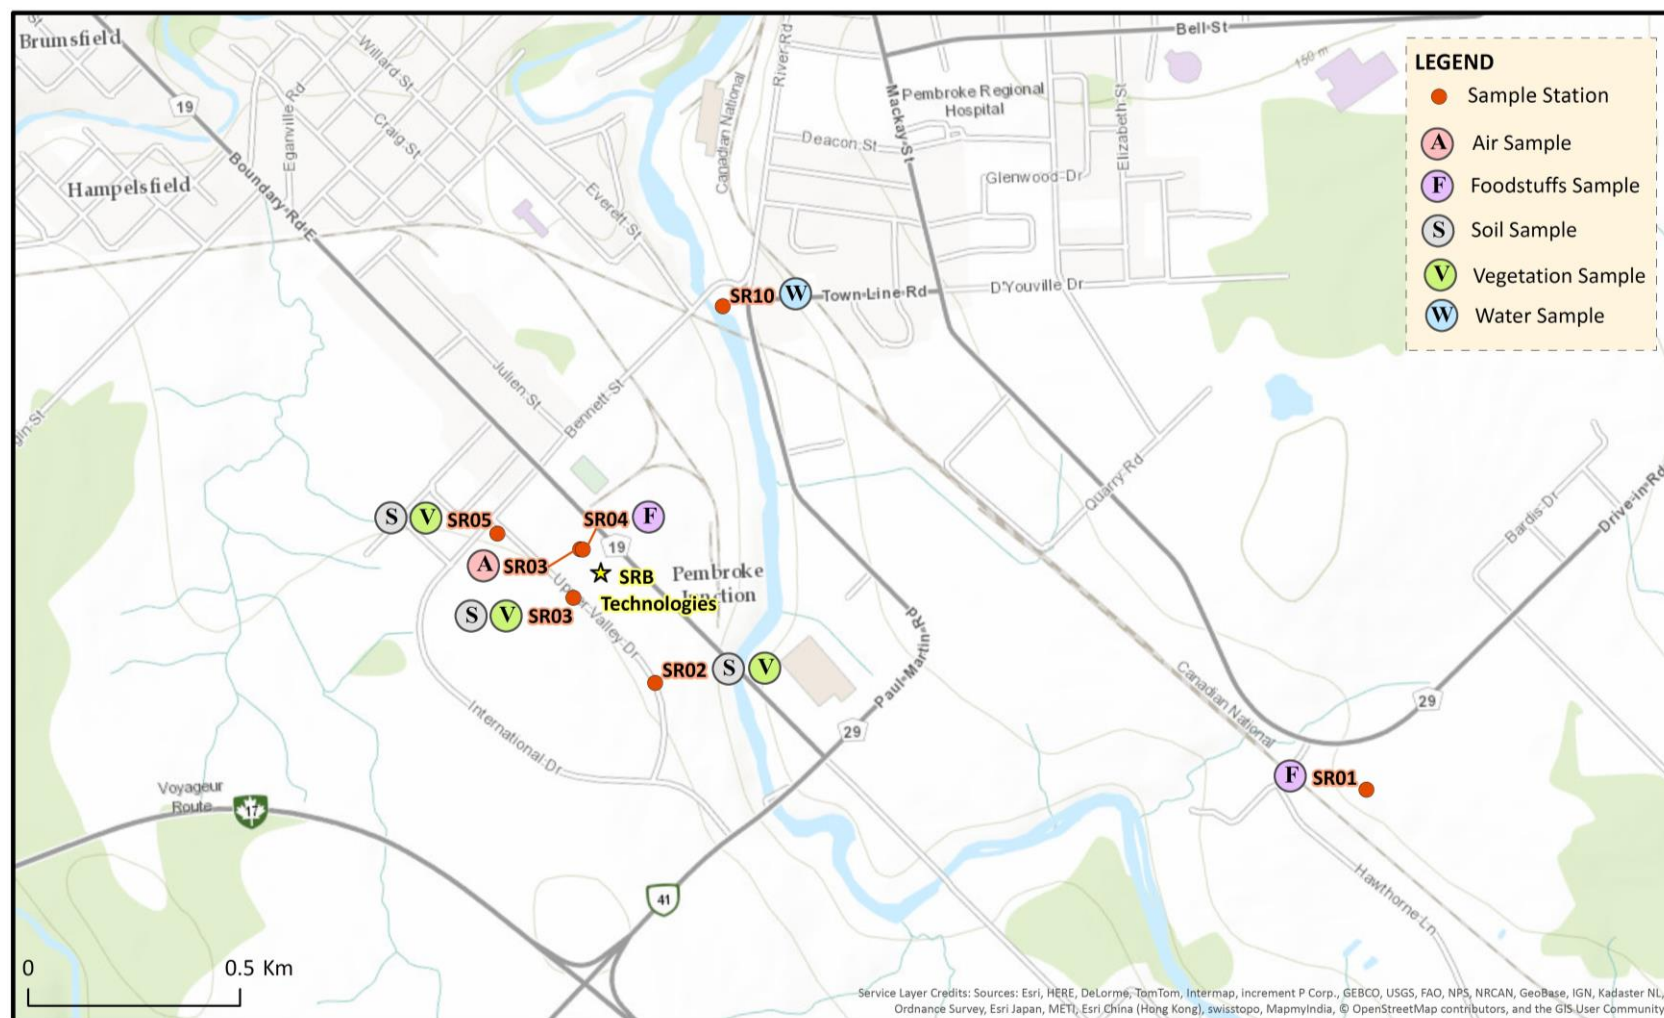 Brumsfield
St
Willard St
19
Eganville Rd
Craig St
Hampelsfield
Boundary Rd E
Everett St
Canadian National
River Rd
Mackay St
Bell St
150 m
Pembroke Regional
Hospital
Deacon St
Elizabeth St
Glenwood Dr
D'Youville Dr
SR10
W
Town Line Rd
LEGEND
Sample Station
A Air Sample
F Foodstuffs Sample
S Soil Sample
V Vegetation Sample
W Water Sample
Julien St
Bennett St
gin St
Quarry Rd
Bardis Dr
Drive-in Rd
S V SR05
SR04 F
19
A SR03
SRB
Technologies
Pembroke
Junction
Upper Valley Dr
S V SR03
SR02 S V
Paul Martin Rd
29
International Dr
Canadian National
29
F SR01
Voyageur
Route
17
41
Hawthorne Ln
0 0.5 Km
Service Layer Credits: Sources: Esri, HERE, DeLorme, TomTom, Intermap, increment P Corp., GEBCO, USGS, FAO, NPS, NRCAN, GeoBase, IGN, Kadaster NL,
Ordnance Survey, Esri Japan, METI, Esri China (Hong Kong), swisstopo, MapmyIndia, © OpenStreetMap contributors, and the GIS User Community